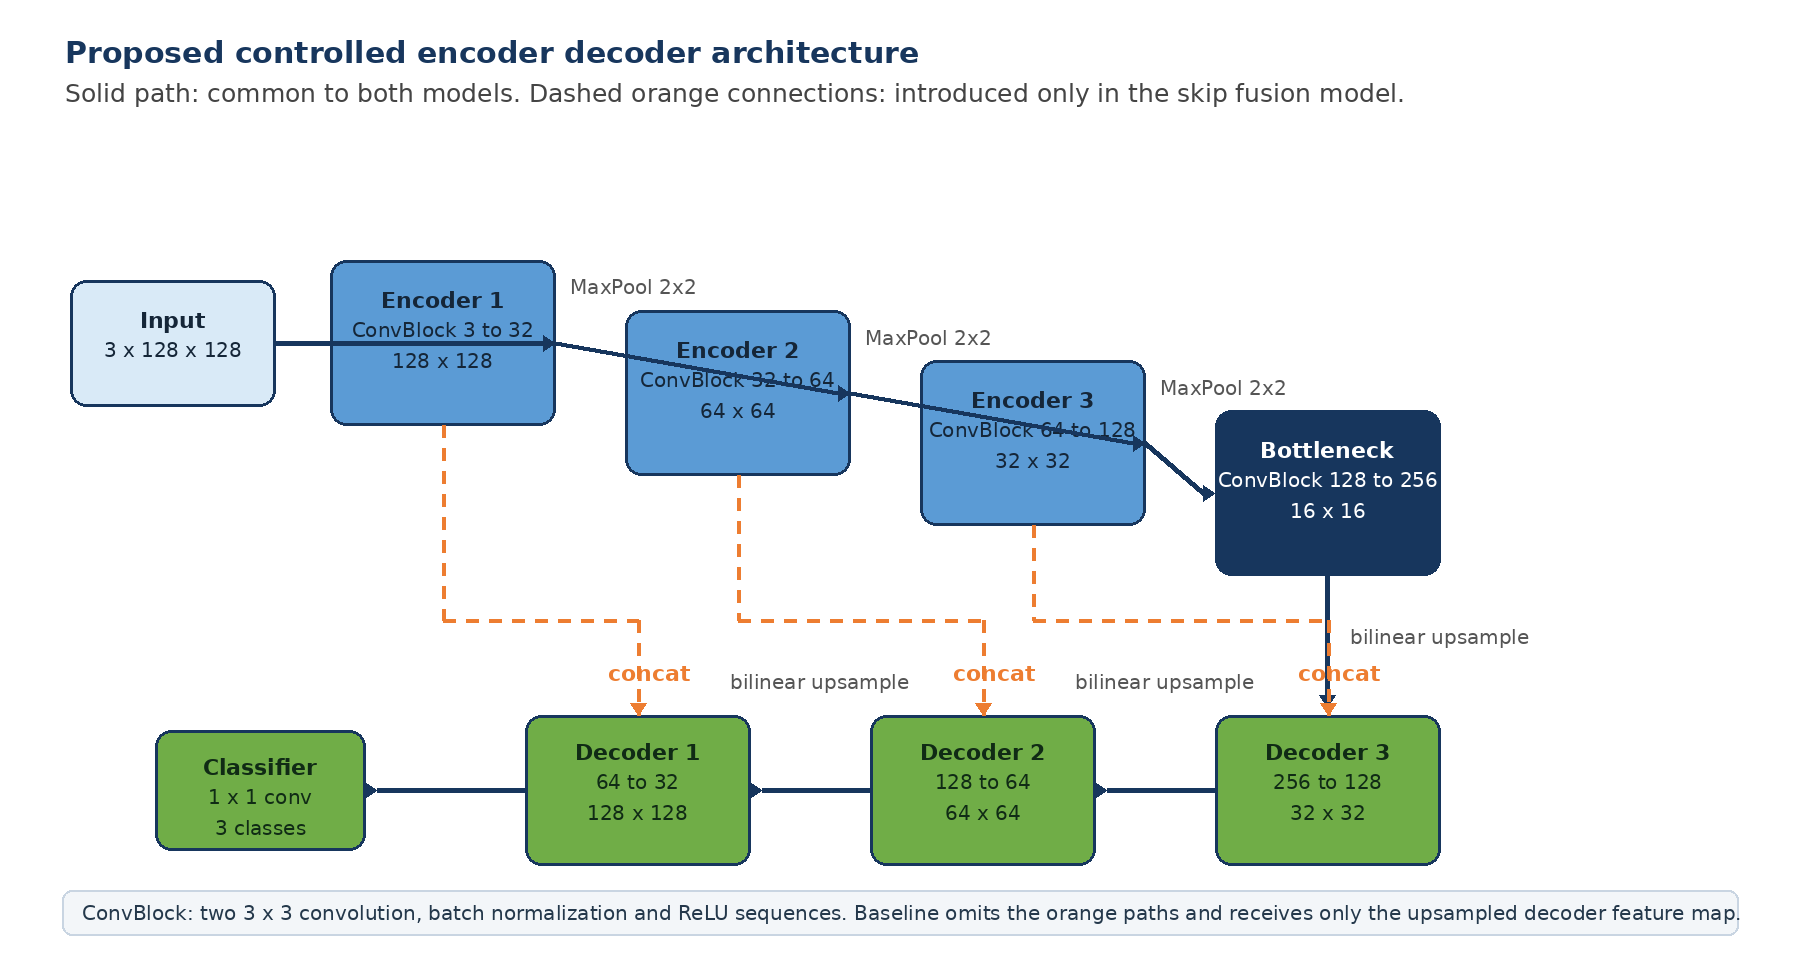 Proposed controlled encoder decoder architecture
Solid path: common to both models. Dashed orange connections: introduced only in the skip fusion model.
Input
3 x 128 x 128
Encoder 1
ConvBlock 3 to 32
128 x 128
MaxPool 2x2
Encoder 2
ConvBlock 32 to 64
64 x 64
MaxPool 2x2
Encoder 3
ConvBlock 64 to 128
32 x 32
MaxPool 2x2
Bottleneck
ConvBlock 128 to 256
16 x 16
bilinear upsample
concat
bilinear upsample
concat
bilinear upsample
concat
Classifier
1 x 1 conv
3 classes
Decoder 1
64 to 32
128 x 128
Decoder 2
128 to 64
64 x 64
Decoder 3
256 to 128
32 x 32
ConvBlock: two 3 x 3 convolution, batch normalization and ReLU sequences. Baseline omits the orange paths and receives only the upsampled decoder feature map.